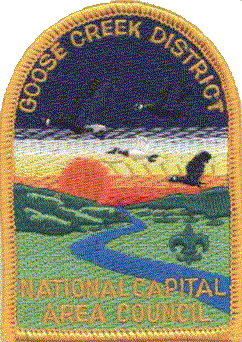 GOOSE CREEK DISTRICT
NATIONAL CAPITAL
AREA COUNCIL